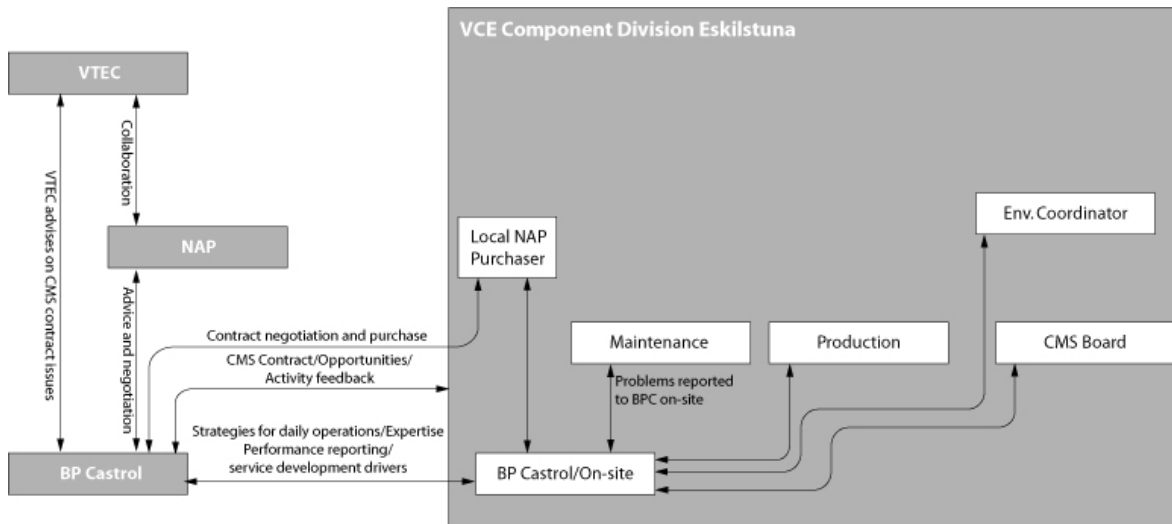 VCE Component Division Eskilstuna
VTEC
Collaboration
VTEC advises on CMS contract issues
NAP
Advice and negotiation
Local NAP
Purchaser
Env. Coordinator
Contract negotiation and purchase
CMS Contract/Opportunities/
Activity feedback
Maintenance
Production
CMS Board
Problems reported
to BPC on-site
Strategies for daily operations/Expertise
Performance reporting/
service development drivers
BP Castrol
BP Castrol/On-site